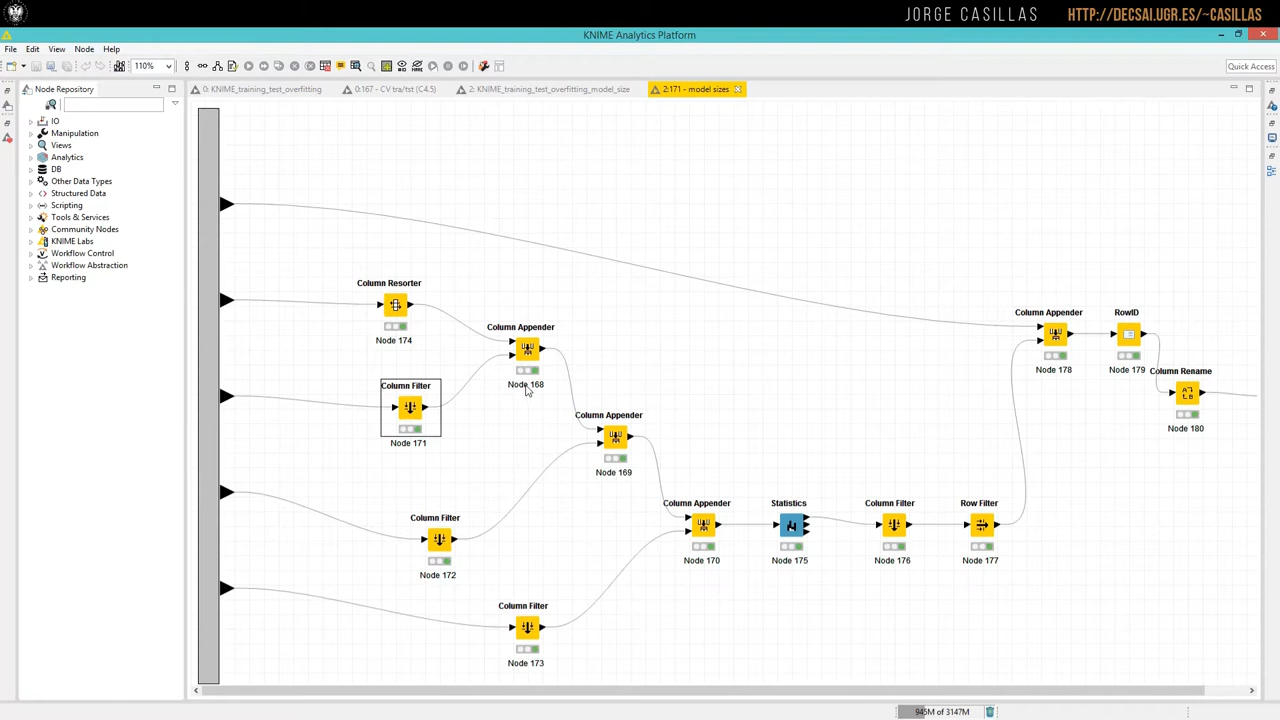 JORGE CASILLAS HTTP://DECSAI.UGR.ES/~CASILLAS
KNIME Analytics Platform
File Edit View Node Help
110% Quick Access
Node Repository
0: KNIME_training_test_overfitting
0:167 - CV tra/tst (C4.5)
2: KNIME_training_test_overfitting_model_size
2:171 - model sizes
IO
Manipulation
Views
Analytics
DB
Other Data Types
Structured Data
Scripting
Tools & Services
Community Nodes
KNIME Labs
Workflow Control
Workflow Abstraction
Reporting
Column Resorter
Node 174
Column Appender
Node 168
Column Filter
Node 171
Column Appender
Node 169
Column Filter
Node 172
Column Filter
Node 173
Column Appender
Node 170
Statistics
Node 175
Column Filter
Node 176
Row Filter
Node 177
Column Appender
Node 178
RowID
Node 179
Column Rename
Node 180
945M of 3147M